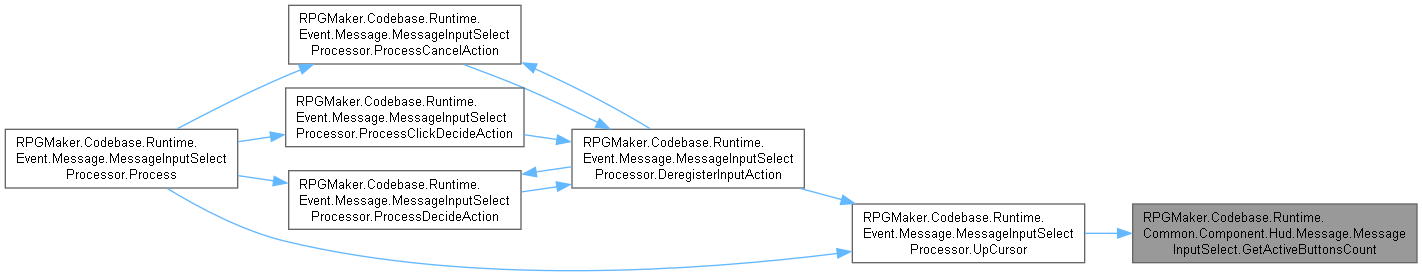 RPGMaker.Codebase.Runtime.
Event.Message.MessageInputSelect
Processor.ProcessCancelAction
RPGMaker.Codebase.Runtime.
Event.Message.MessageInputSelect
Processor.ProcessClickDecideAction
RPGMaker.Codebase.Runtime.
Event.Message.MessageInputSelect
Processor.Process
RPGMaker.Codebase.Runtime.
Event.Message.MessageInputSelect
Processor.DeregisterInputAction
RPGMaker.Codebase.Runtime.
Event.Message.MessageInputSelect
Processor.ProcessDecideAction
RPGMaker.Codebase.Runtime.
Event.Message.MessageInputSelect
Processor.UpCursor
RPGMaker.Codebase.Runtime.
Common.Component.Hud.Message.Message
InputSelect.GetActiveButtonsCount